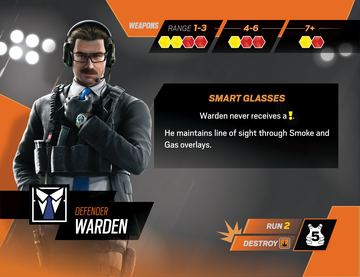 WEAPONS RANGE 1-3 4-6 7+
SMART GLASSES
Warden never receives a .
He maintains line of sight through Smoke and
Gas overlays.
DEFENDER
WARDEN
RUN 2
DESTROY
5